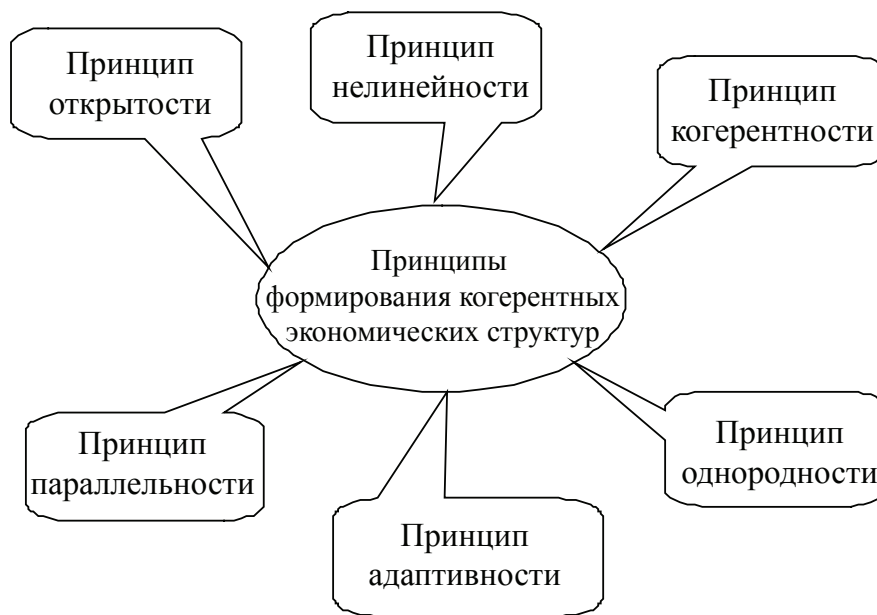 Принцип
открытости
Принцип
нелинейности
Принцип
когерентности
Принципы
формирования когерентных
экономических структур
Принцип
параллельности
Принцип
адаптивности
Принцип
однородности